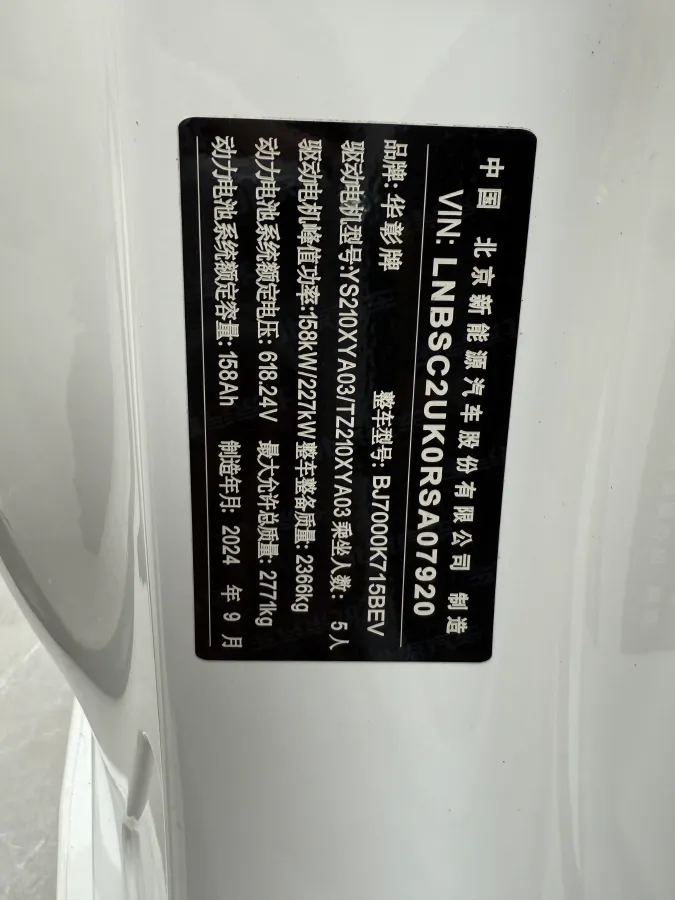 中国 北京新能源汽车股份有限公司 制造
VIN: LNBSC2UK0RSA07920
品牌: 华彰牌 整车型号: BJ7000K715BEV
驱动电机型号:YS210XYA03/TZ210XYA03 乘坐人数: 5人
驱动电机峰值功率:158kW/227kW 整车整备质量: 2366kg
动力电池系统额定电压: 618.24V 最大允许总质量: 2771kg
动力电池系统额定容量: 158Ah 制造年月: 2024 年 9 月